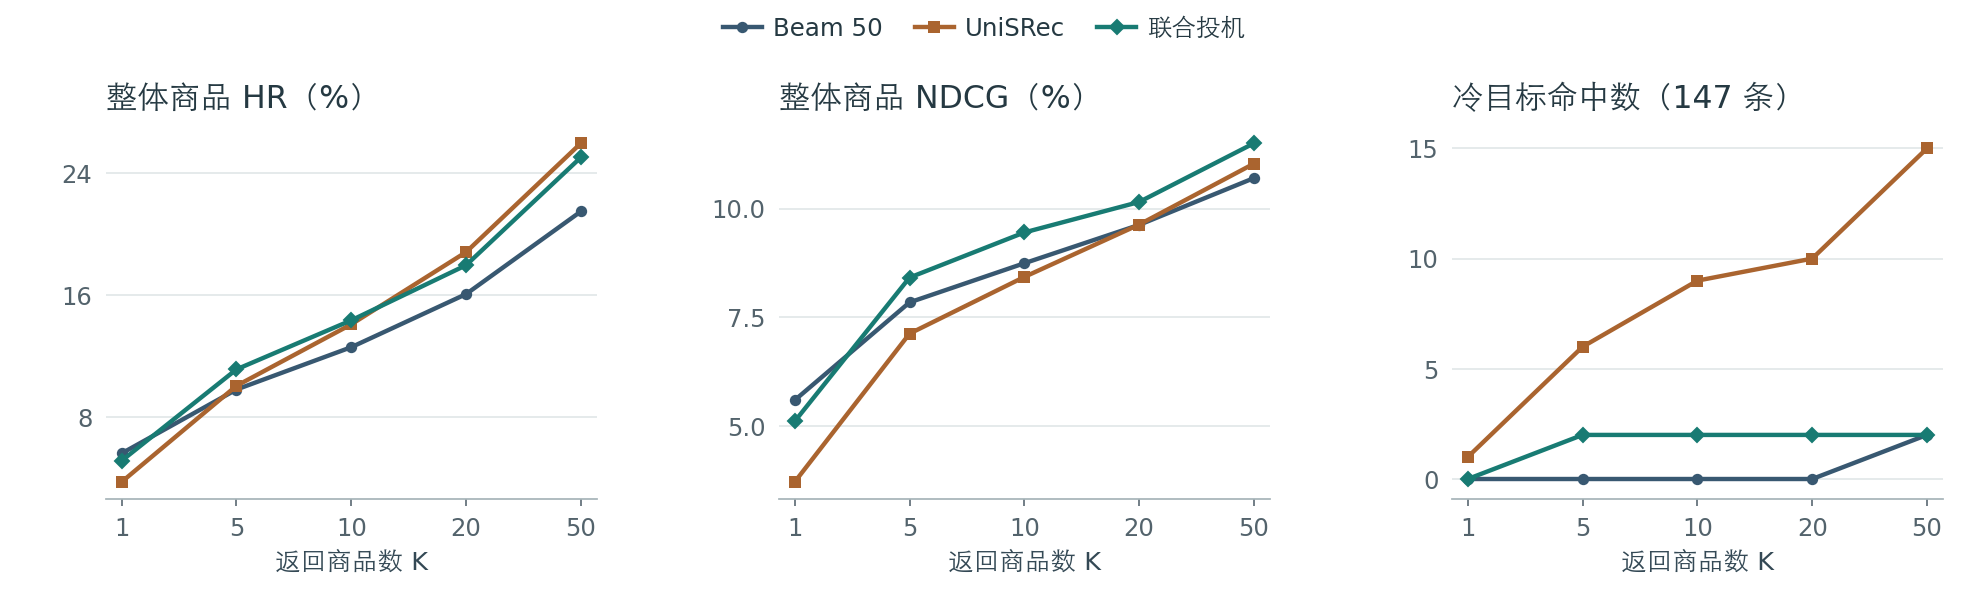 Beam 50 UniSRec 联合投机
整体商品 HR（%）
24
16
8
1 5 10 20 50
返回商品数 K
整体商品 NDCG（%）
10.0
7.5
5.0
1 5 10 20 50
返回商品数 K
冷目标命中数（147 条）
15
10
5
0
1 5 10 20 50
返回商品数 K